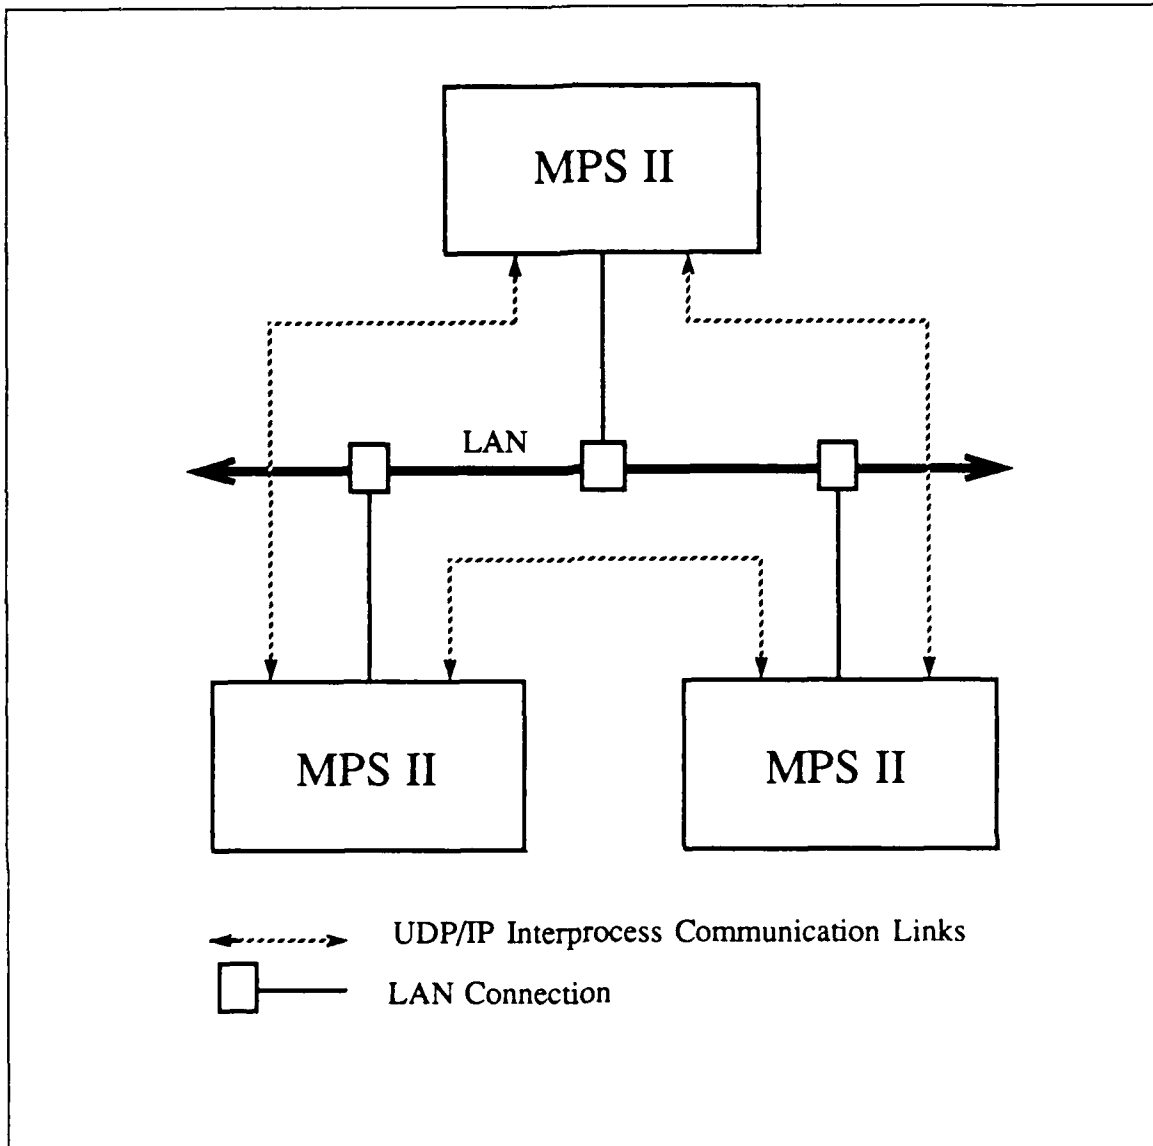 MPS II
LAN
MPS II
MPS II
UDP/IP Interprocess Communication Links
LAN Connection